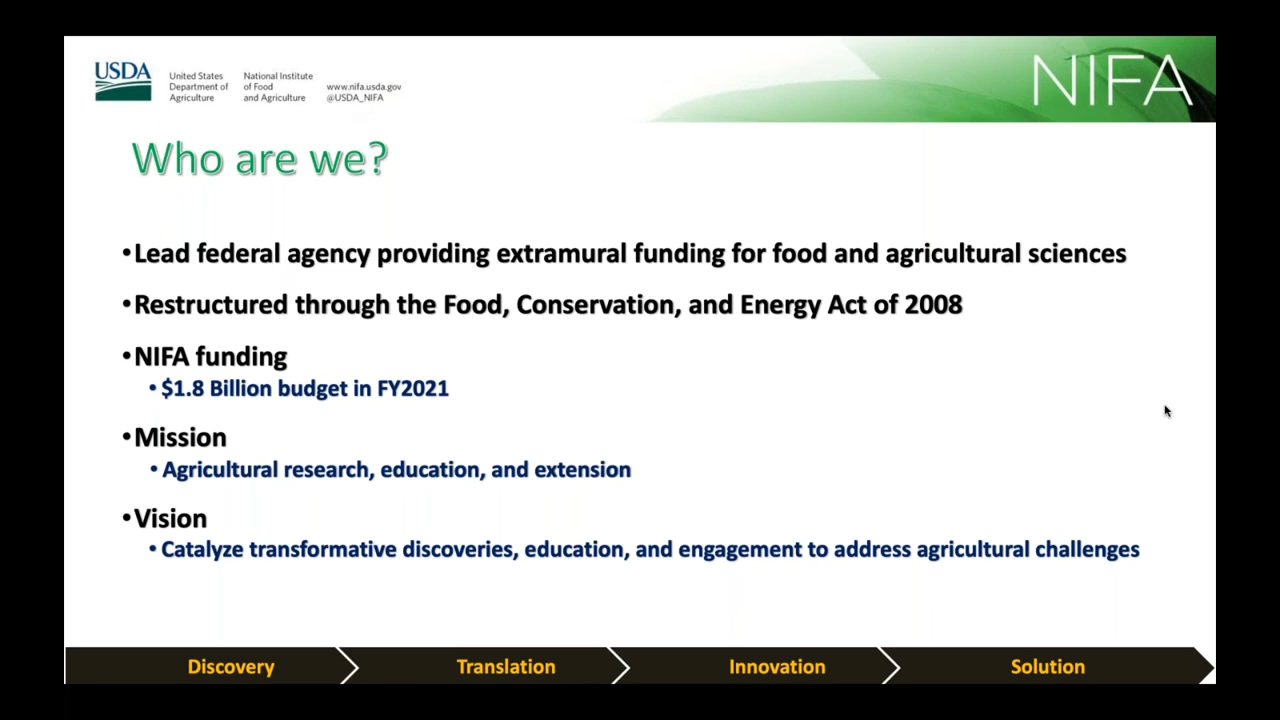 USDA
United States
Department of
Agriculture
National Institute
of Food
and Agriculture
www.nifa.usda.gov
@USDA_NIFA
NIFA
Who are we?
•Lead federal agency providing extramural funding for food and agricultural sciences
•Restructured through the Food, Conservation, and Energy Act of 2008
•NIFA funding
• $1.8 Billion budget in FY2021
•Mission
• Agricultural research, education, and extension
•Vision
• Catalyze transformative discoveries, education, and engagement to address agricultural challenges
Discovery
Translation
Innovation
Solution